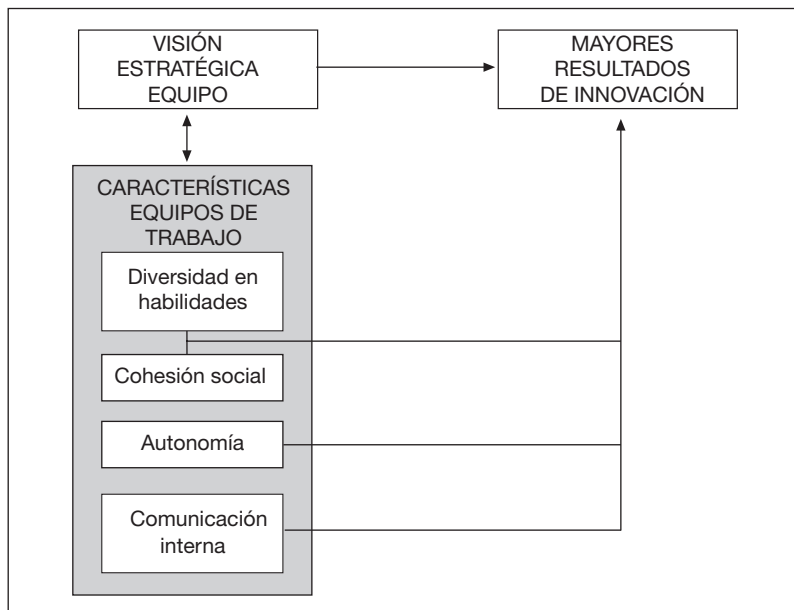 VISIÓN
ESTRATÉGICA
EQUIPO
MAYORES
RESULTADOS
DE INNOVACIÓN
CARACTERÍSTICAS
EQUIPOS DE
TRABAJO
Diversidad en
habilidades
Cohesión social
Autonomía
Comunicación
interna